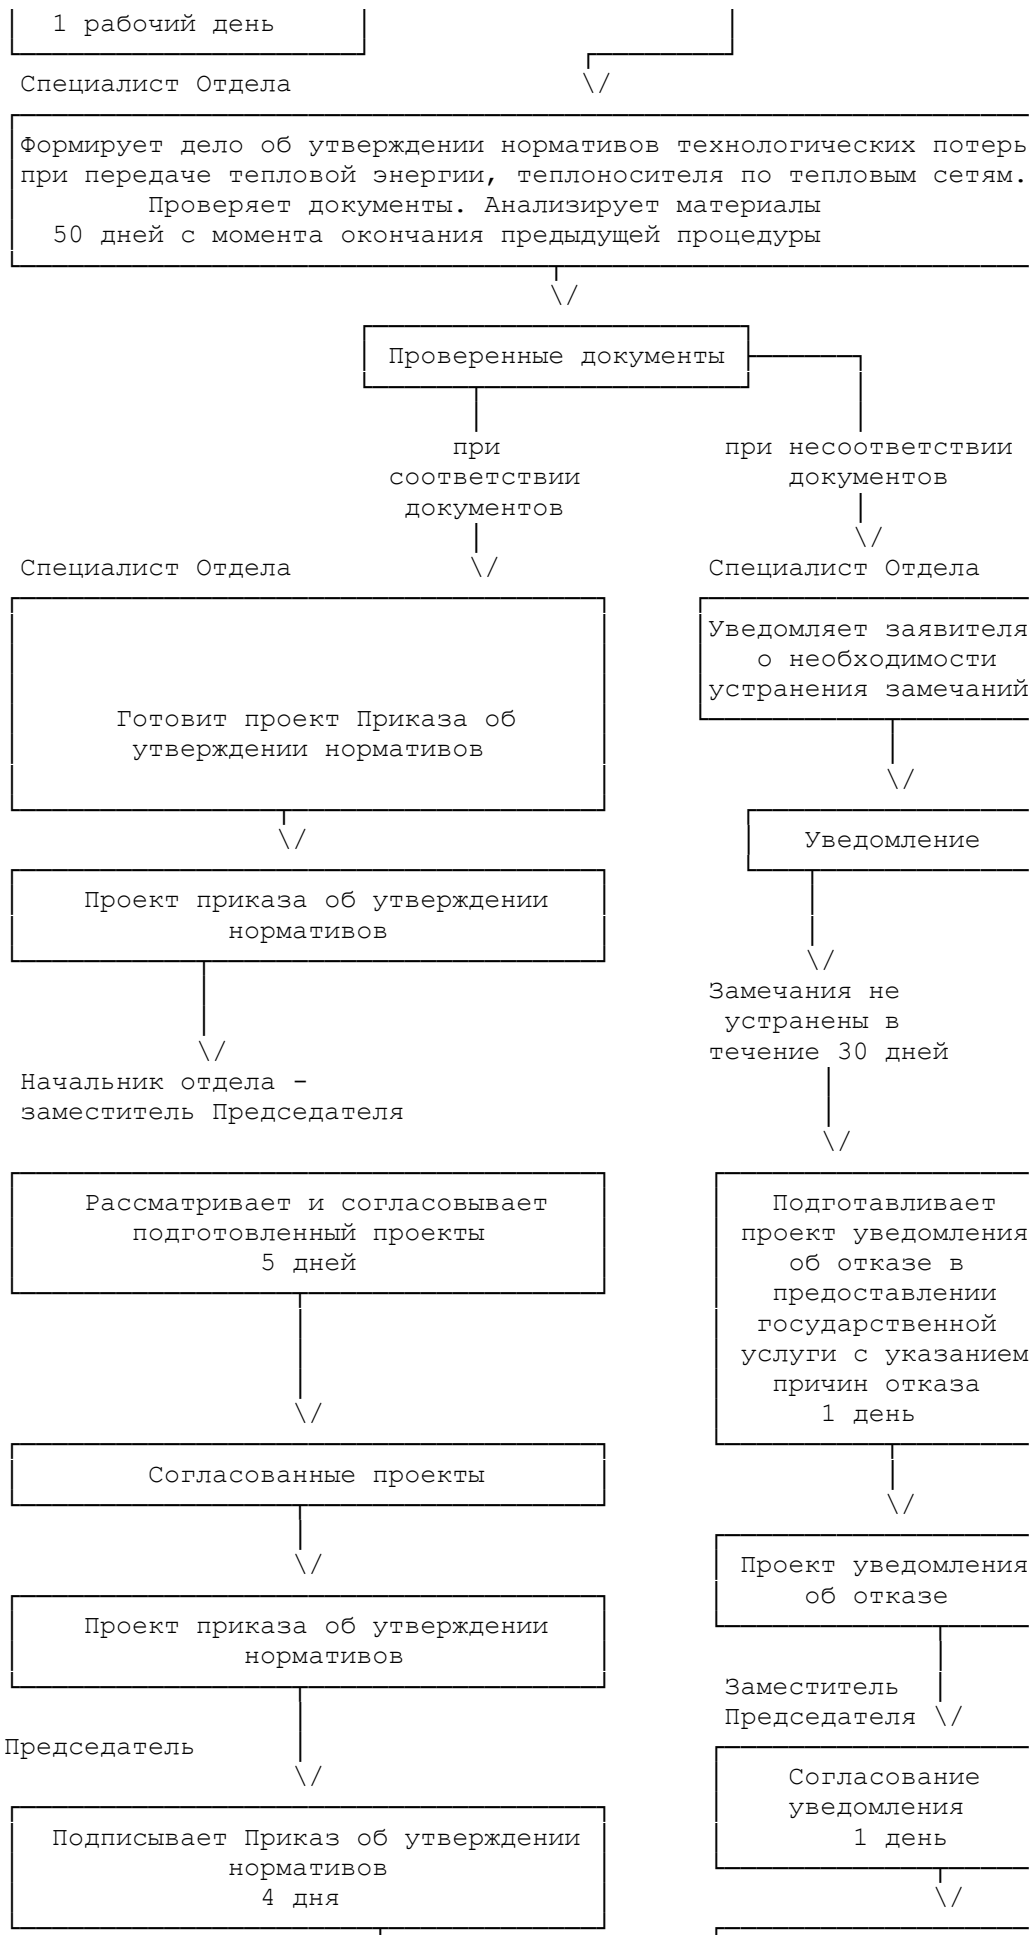 1 рабочий день
Специалист Отдела
Формирует дело об утверждении нормативов технологических потерь
при передаче тепловой энергии, теплоносителя по тепловым сетям.
Проверяет документы. Анализирует материалы
50 дней с момента окончания предыдущей процедуры
Проверенные документы
при
соответствии
документов
при несоответствии
документов
Специалист Отдела
Готовит проект Приказа об
утверждении нормативов
Проект приказа об утверждении
нормативов
Начальник отдела -
заместитель Председателя
Рассматривает и согласовывает
подготовленный проекты
5 дней
Согласованные проекты
Проект приказа об утверждении
нормативов
Председатель
Подписывает Приказ об утверждении
нормативов
4 дня
Специалист Отдела
Уведомляет заявителя
о необходимости
устранения замечаний
Уведомление
Замечания не
устранены в
течение 30 дней
Подготавливает
проект уведомления
об отказе в
предоставлении
государственной
услуги с указанием
причин отказа
1 день
Проект уведомления
об отказе
Заместитель
Председателя
Согласование
уведомления
1 день